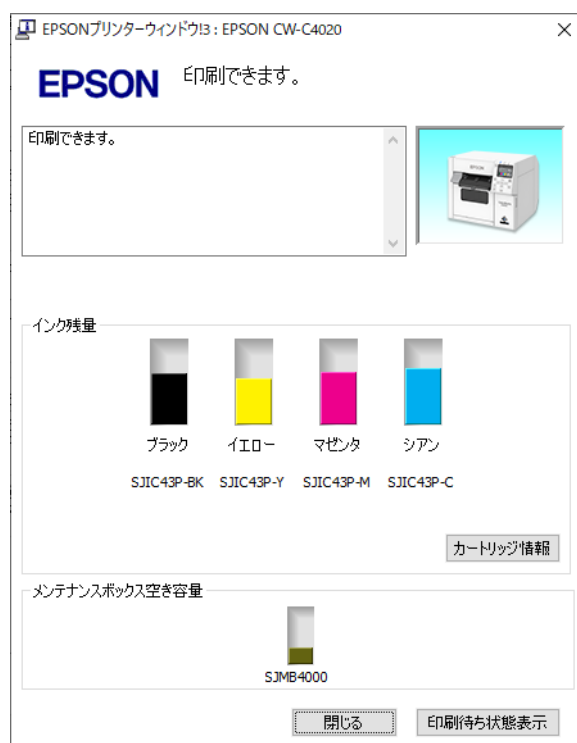 EPSONプリンターウィンドウ!3 : EPSON CW-C4020
EPSON 印刷できます。
印刷できます。
インク残量
ブラック イエロー マゼンタ シアン
SJIC43P-BK SJIC43P-Y SJIC43P-M SJIC43P-C
カートリッジ情報
メンテナンスボックス空き容量
SJMB4000
閉じる 印刷待ち状態表示